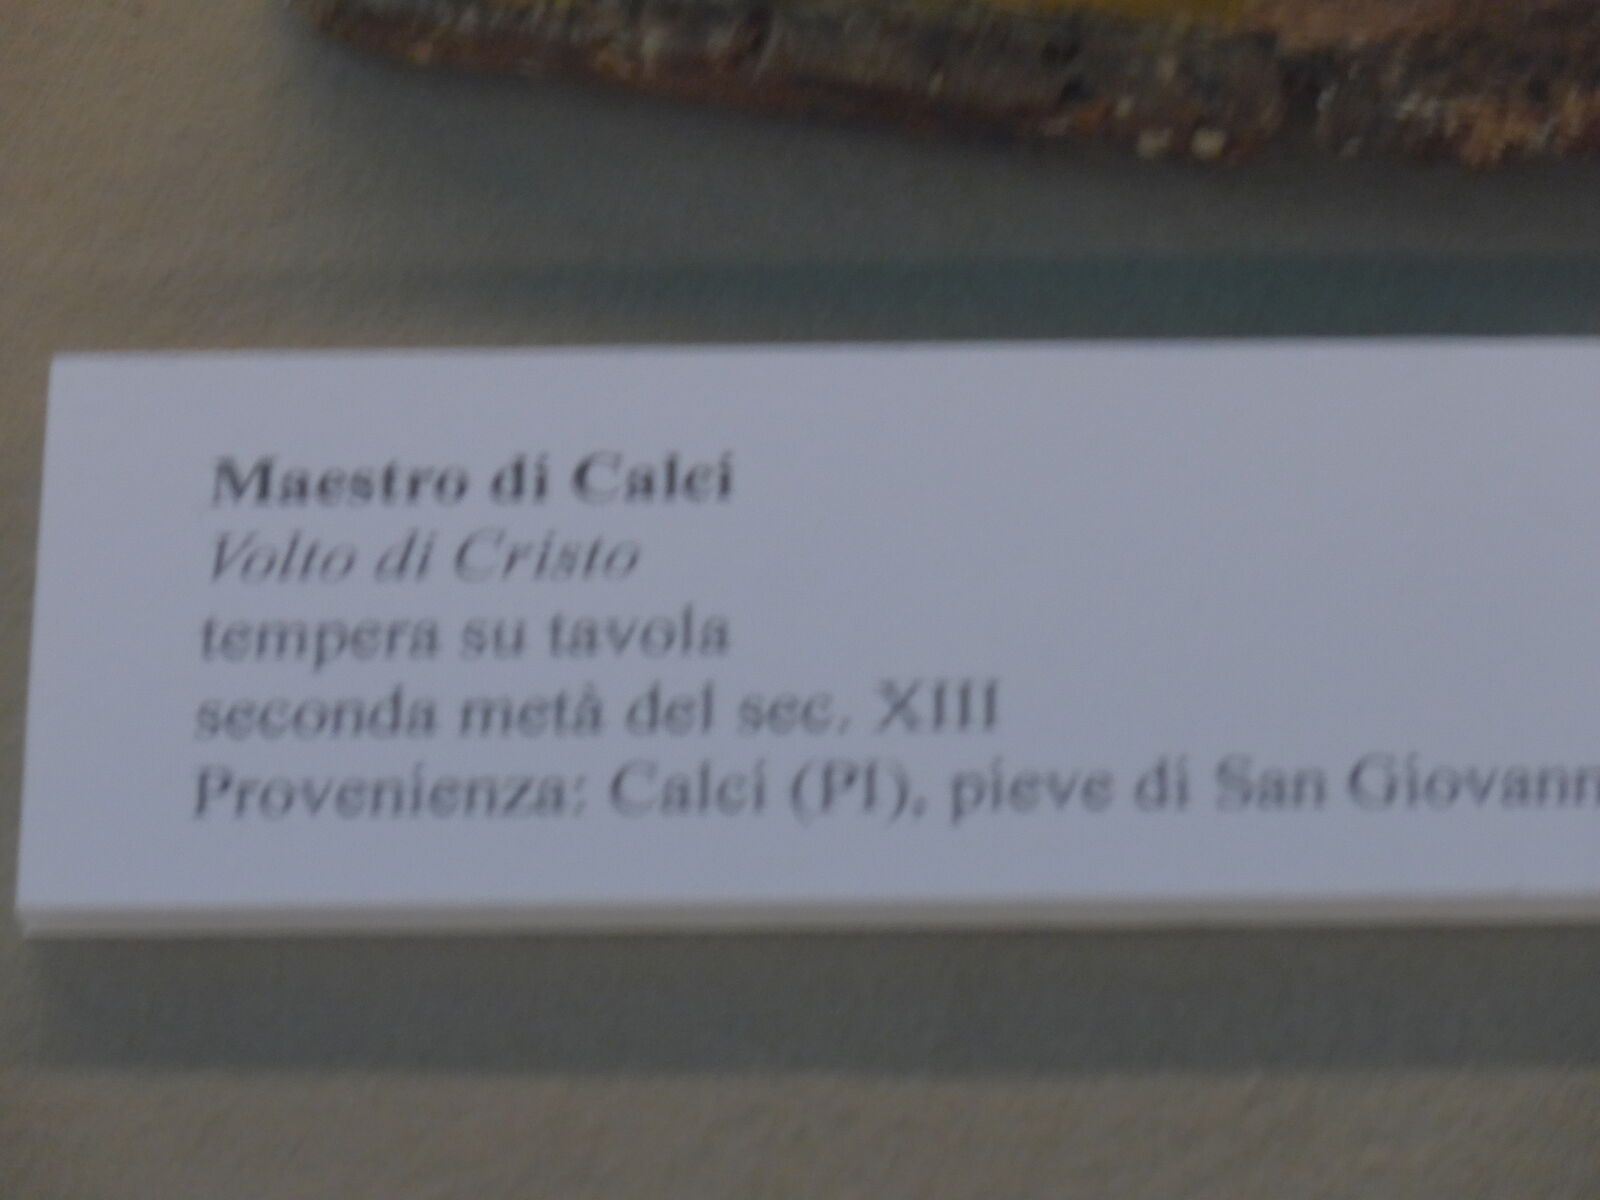 Maestro di Calci
Volto di Cristo
tempera su tavola
seconda metà del sec. XIII
Provenienza: Calci (PI), pieve di San Giovann